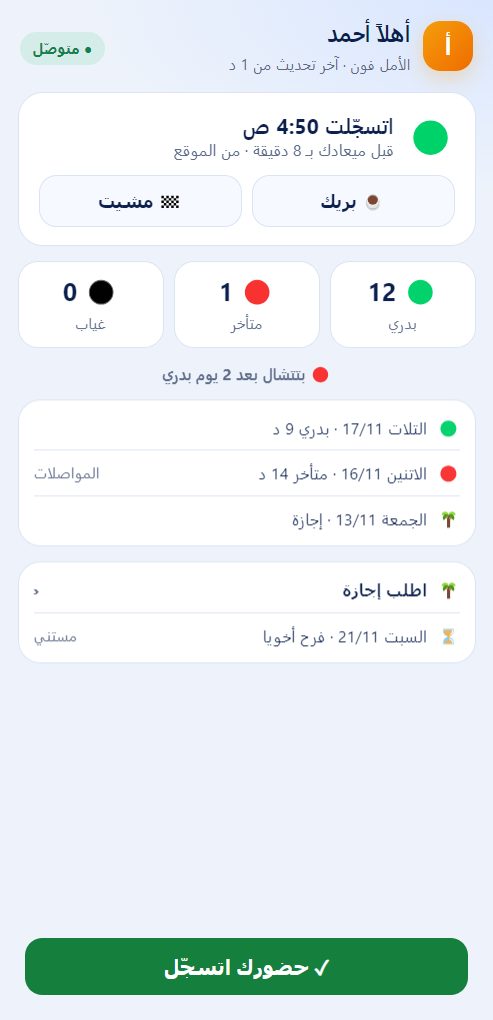 أ
أهلاً أحمد
الأمل فون · آخر تحديث من 1 د
● متوصّل
اتسجّلت 4:50 ص
قبل ميعادك بـ 8 دقيقة · من الموقع
☕ بريك
🏁 مشيت
12
بدري
1
متأخر
0
غياب
🔴 بتتشال بعد 2 يوم بدري
التلات 17/11 · بدري 9 د
الاتنين 16/11 · متأخر 14 د
المواصلات
الجمعة 13/11 · إجازة
اطلب إجازة
السبت 21/11 · فرح أخويا
مستني
✓ حضورك اتسجّل